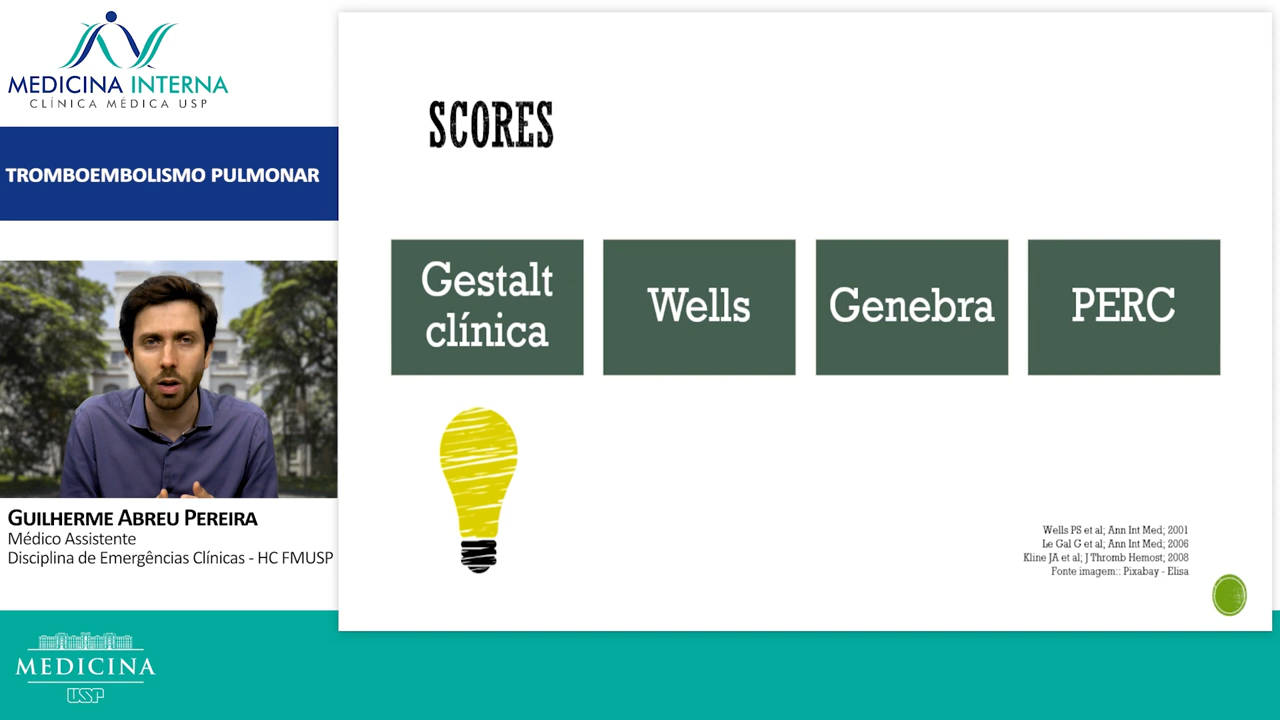 MEDICINA INTERNA
CLÍNICA MÉDICA USP
TROMBOEMBOLISMO PULMONAR
GUILHERME ABREU PEREIRA
Médico Assistente
Disciplina de Emergências Clínicas - HC FMUSP
MEDICINA
USP
SCORES
Gestalt
clínica
Wells
Genebra
PERC
Wells PS et al; Ann Int Med; 2001
Le Gal G et al; Ann Int Med; 2006
Kline JA et al; J Thromb Hemost; 2008
Fonte imagem:: Pixabay - Elisa